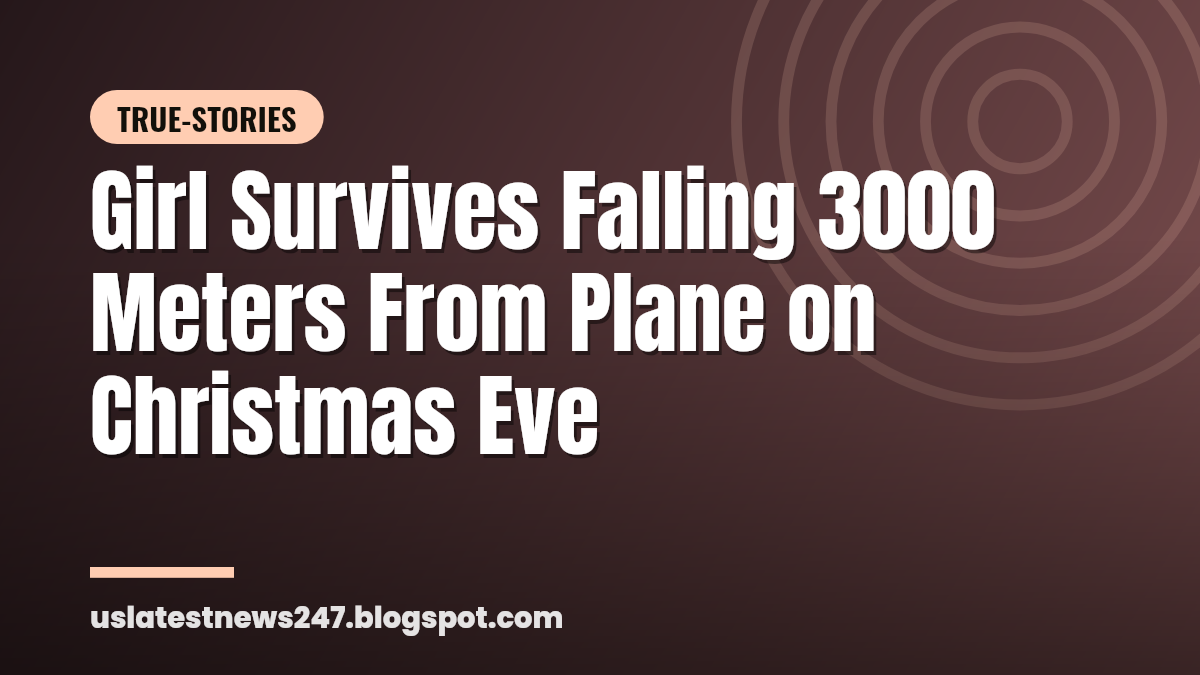 TRUE-STORIES
Girl Survives Falling 3000
Meters From Plane on
Christmas Eve
uslatestnews247.blogspot.com